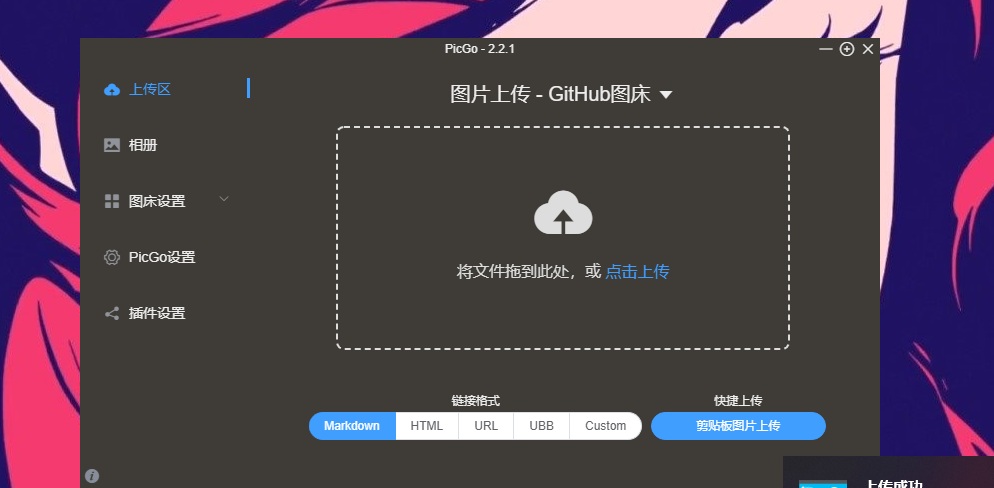 PicGo - 2.2.1
上传区
相册
图床设置
PicGo设置
插件设置
图片上传 - GitHub图床
将文件拖到此处，或 点击上传
链接格式
Markdown HTML URL UBB Custom
快捷上传
剪贴板图片上传
上传成功